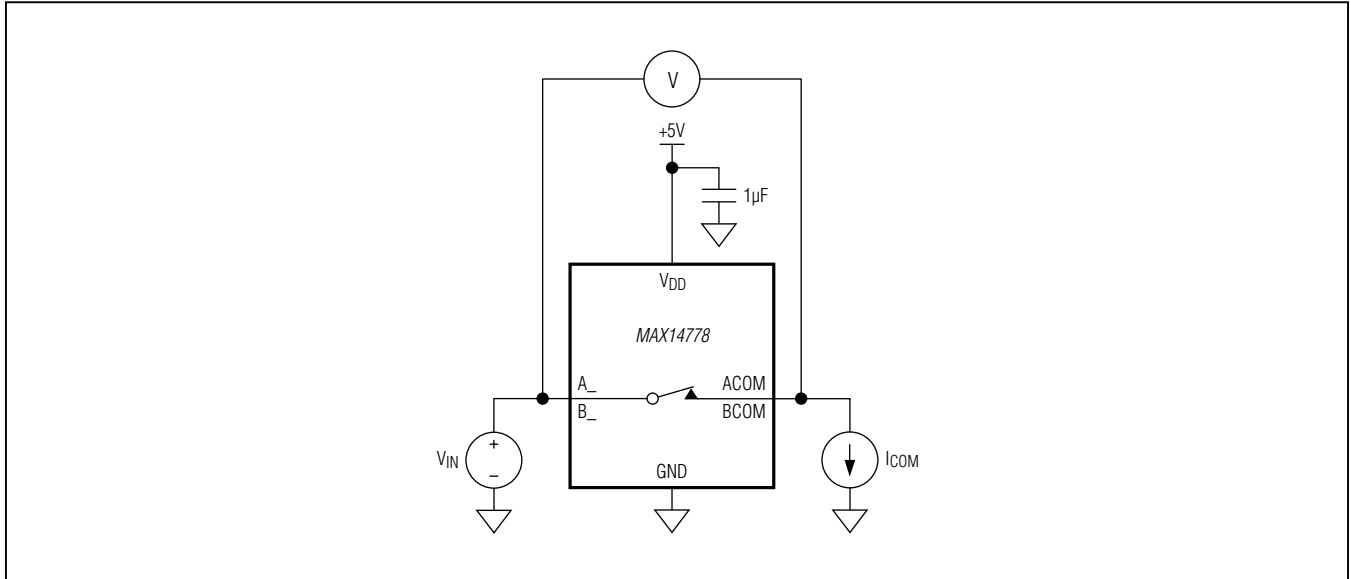 V
+5V
1µF
VDD
MAX14778
A_ ACOM
B_ BCOM
VIN + ICOM
–
GND